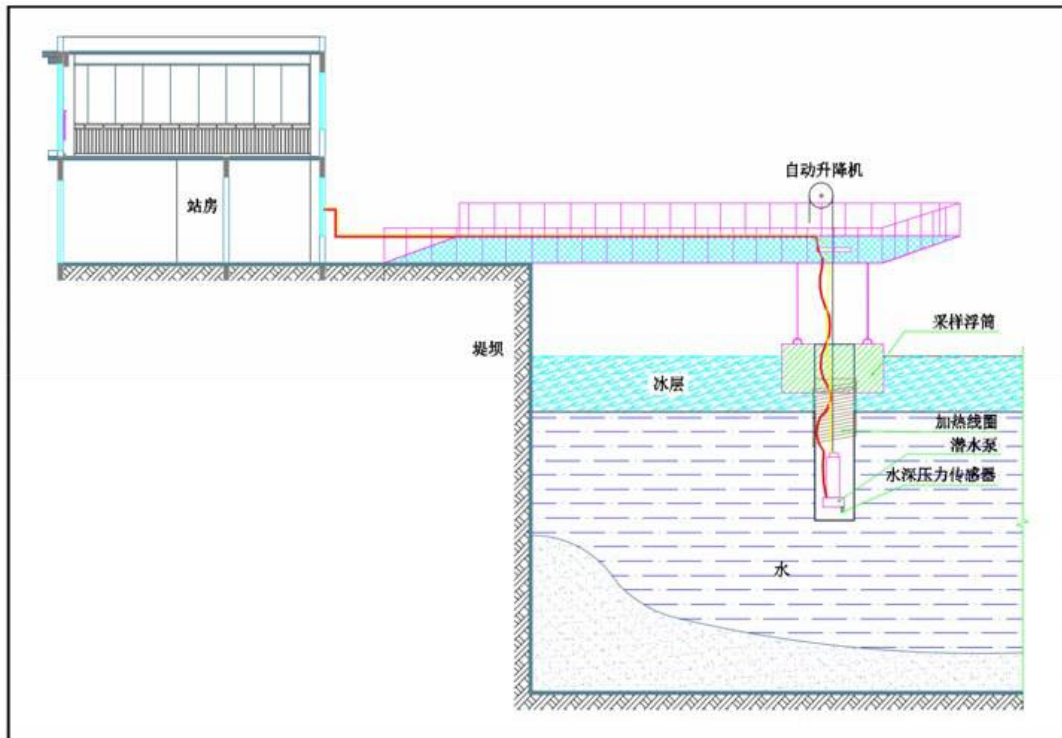 自动升降机
站房
采样浮筒
堤坝
冰层
加热线圈
潜水泵
水深压力传感器
水